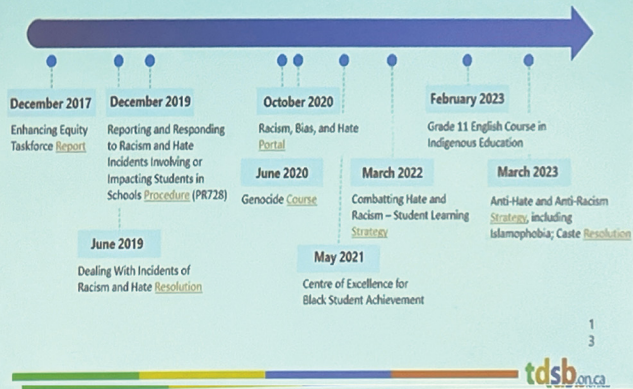 December 2017
Enhancing Equity
Taskforce Report
December 2019
Reporting and Responding
to Racism and Hate
Incidents Involving or
Impacting Students in
Schools Procedure (PR728)
June 2019
Dealing With Incidents of
Racism and Hate Resolution
October 2020
Racism, Bias, and Hate
Portal
June 2020
Genocide Course
May 2021
Centre of Excellence for
Black Student Achievement
March 2022
Combatting Hate and
Racism – Student Learning
Strategy
February 2023
Grade 11 English Course in
Indigenous Education
March 2023
Anti-Hate and Anti-Racism
Strategy, including
Islamophobia; Caste Resolution
1
3
tdsb.on.ca